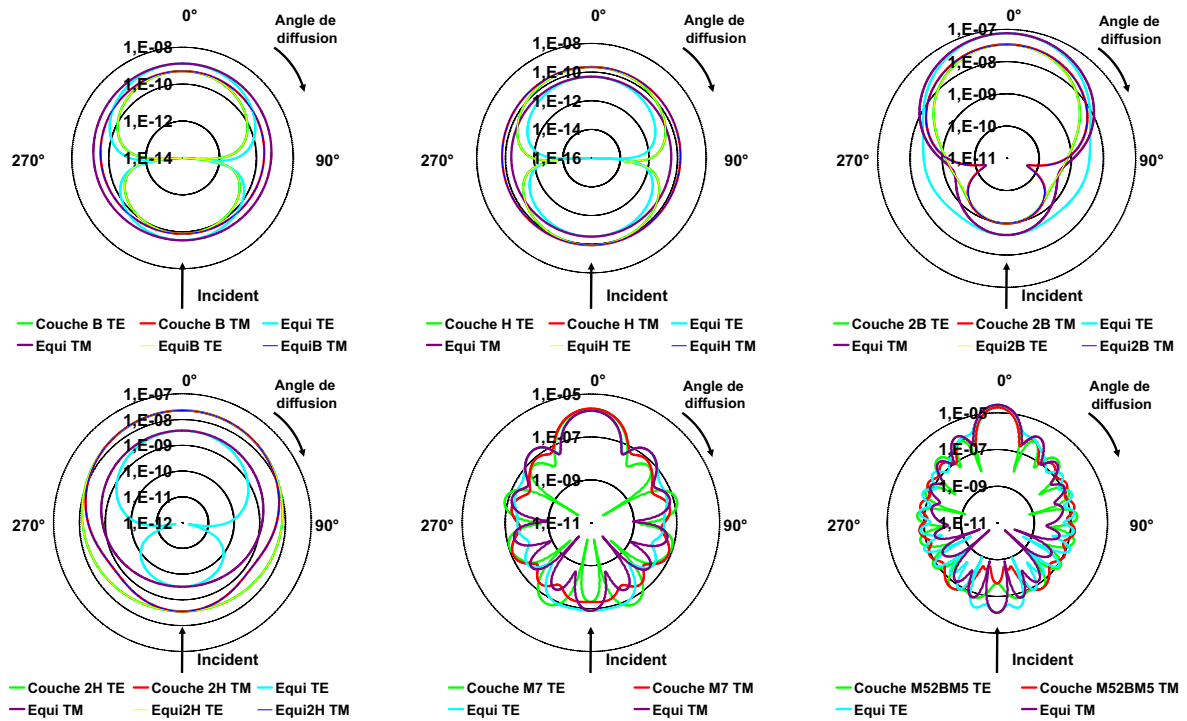 0°
Angle de
diffusion
1,E-08
1,E-10
1,E-12
1,E-14
270°
90°
Incident
Couche B TE Couche B TM Equi TE
Equi TM EquiB TE EquiB TM
0°
Angle de
diffusion
1,E-08
1,E-10
1,E-12
1,E-14
1,E-16
270°
90°
Incident
Couche H TE Couche H TM Equi TE
Equi TM EquiH TE EquiH TM
0°
Angle de
diffusion
1,E-07
1,E-08
1,E-09
1,E-10
1,E-11
270°
90°
Incident
Couche 2B TE Couche 2B TM Equi TE
Equi TM Equi2B TE Equi2B TM
0°
Angle de
diffusion
1,E-07
1,E-08
1,E-09
1,E-10
1,E-11
1,E-12
270°
90°
Incident
Couche 2H TE Couche 2H TM Equi TE
Equi TM Equi2H TE Equi2H TM
0°
Angle de
diffusion
1,E-05
1,E-07
1,E-09
1,E-11
270°
90°
Incident
Couche M7 TE Couche M7 TM
Equi TE Equi TM
0°
Angle de
diffusion
1,E-05
1,E-07
1,E-09
1,E-11
270°
90°
Incident
Couche M52BM5 TE Couche M52BM5 TM
Equi TE Equi TM